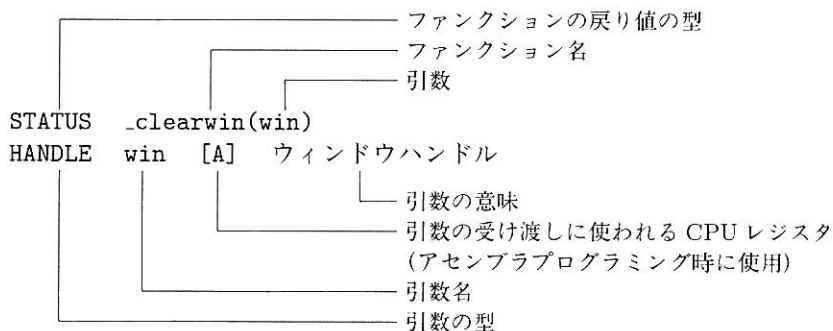 ファンクションの戻り値の型
ファンクション名
引数
STATUS _clearwin(win)
HANDLE win [A] ウィンドウハンドル
引数の意味
引数の受け渡しに使われる CPU レジスタ
(アセンブラプログラミング時に使用)
引数名
引数の型